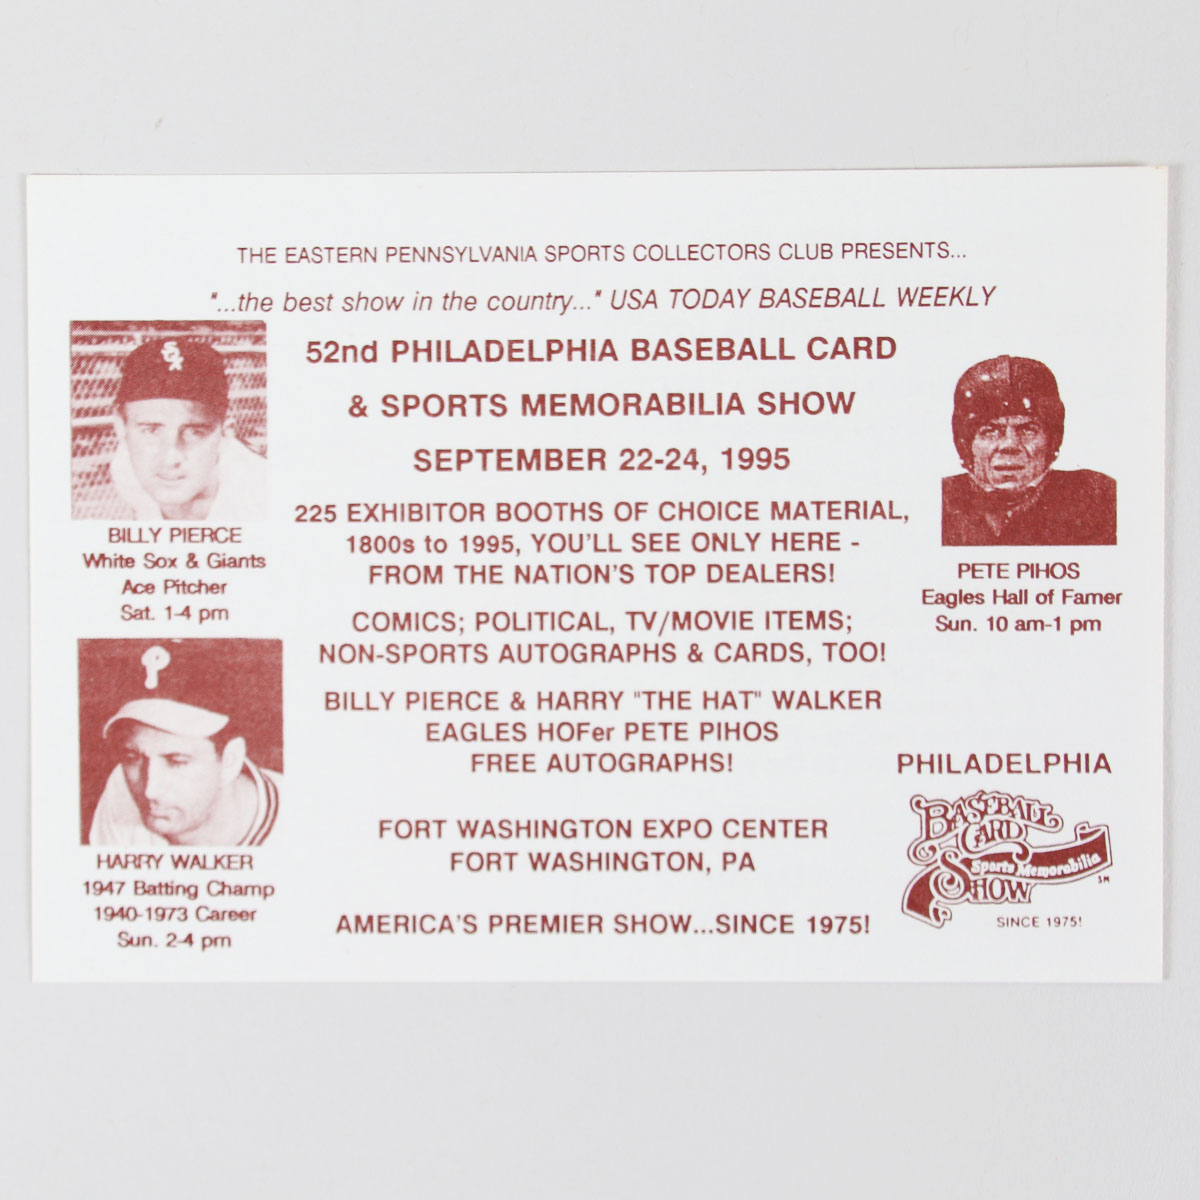 THE EASTERN PENNSYLVANIA SPORTS COLLECTORS CLUB PRESENTS...
"...the best show in the country..." USA TODAY BASEBALL WEEKLY
52nd PHILADELPHIA BASEBALL CARD
& SPORTS MEMORABILIA SHOW
SEPTEMBER 22-24, 1995
225 EXHIBITOR BOOTHS OF CHOICE MATERIAL,
1800s to 1995, YOU'LL SEE ONLY HERE -
FROM THE NATION'S TOP DEALERS!
COMICS; POLITICAL, TV/MOVIE ITEMS;
NON-SPORTS AUTOGRAPHS & CARDS, TOO!
BILLY PIERCE & HARRY "THE HAT" WALKER
EAGLES HOFer PETE PIHOS
FREE AUTOGRAPHS!
FORT WASHINGTON EXPO CENTER
FORT WASHINGTON, PA
AMERICA'S PREMIER SHOW...SINCE 1975!
SOX
BILLY PIERCE
White Sox & Giants
Ace Pitcher
Sat. 1-4 pm
P
HARRY WALKER
1947 Batting Champ
1940-1973 Career
Sun. 2-4 pm
PETE PIHOS
Eagles Hall of Famer
Sun. 10 am-1 pm
PHILADELPHIA
BASEBALL
CARD
Sports Memorabilia
SHOW
SM
SINCE 1975!